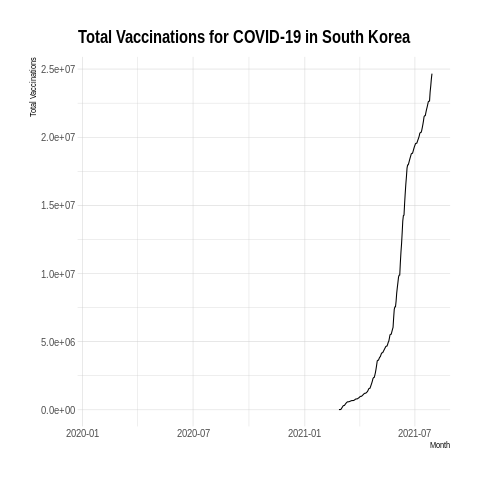 Total Vaccinations for COVID-19 in South Korea
Total Vaccinations
2.5e+07
2.0e+07
1.5e+07
1.0e+07
5.0e+06
0.0e+00
2020-01 2020-07 2021-01 2021-07
Month